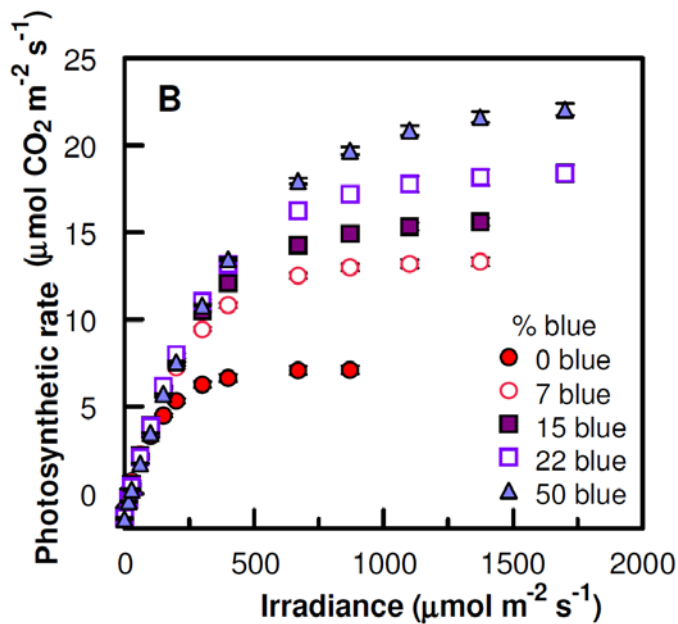 B
Photosynthetic rate (μmol CO₂ m⁻² s⁻¹)
25
20
15
10
5
0
% blue
0 blue
7 blue
15 blue
22 blue
50 blue
0 500 1000 1500 2000
Irradiance (μmol m⁻² s⁻¹)